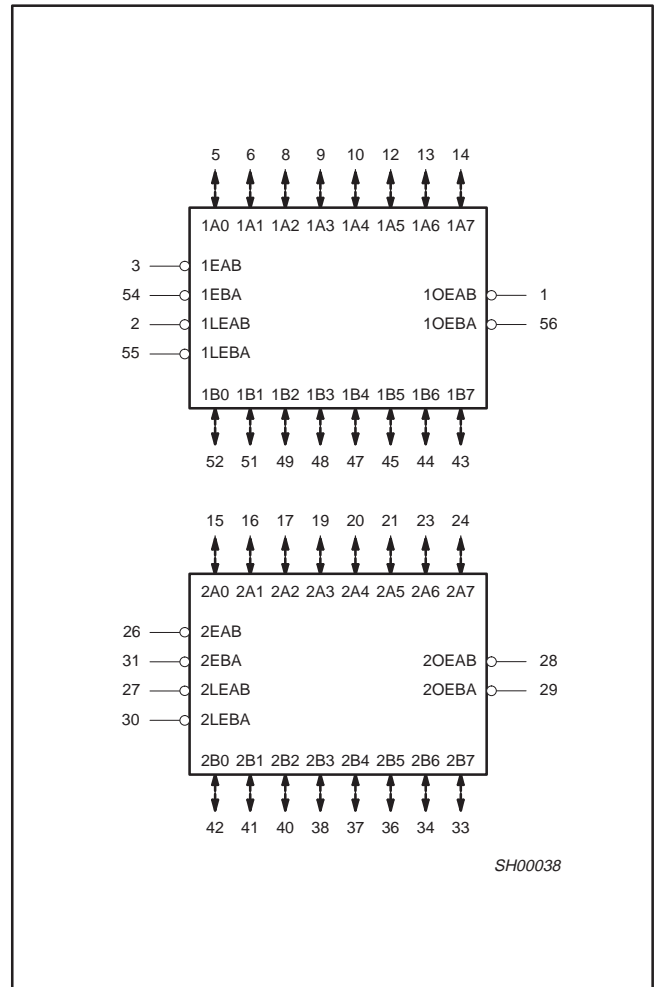 5 6 8 9 10 12 13 14
1A0 1A1 1A2 1A3 1A4 1A5 1A6 1A7
3 1EAB
54 1EBA 1OEAB 1
2 1LEAB 1OEBA 56
55 1LEBA
1B0 1B1 1B2 1B3 1B4 1B5 1B6 1B7
52 51 49 48 47 45 44 43
15 16 17 19 20 21 23 24
2A0 2A1 2A2 2A3 2A4 2A5 2A6 2A7
26 2EAB
31 2EBA 2OEAB 28
27 2LEAB 2OEBA 29
30 2LEBA
2B0 2B1 2B2 2B3 2B4 2B5 2B6 2B7
42 41 40 38 37 36 34 33
SH00038